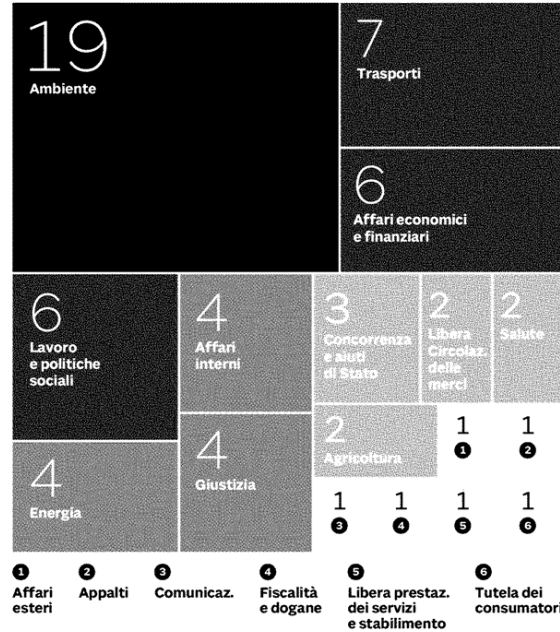 19
Ambiente
7
Trasporti
6
Affari economici
e finanziari
6
Lavoro
e politiche
sociali
4
Affari
interni
3
Concorrenza
e aiuti
di Stato
2
Libera
Circolaz.
delle
merci
2
Salute
4
Energia
4
Giustizia
2
Agricoltura
1
1
1
2
1
3
1
4
1
5
1
6
1
Affari
esteri
2
Appalti
3
Comunicaz.
4
Fiscalità
e dogane
5
Libera prestaz.
dei servizi
e stabilimento
6
Tutela dei
consumatori